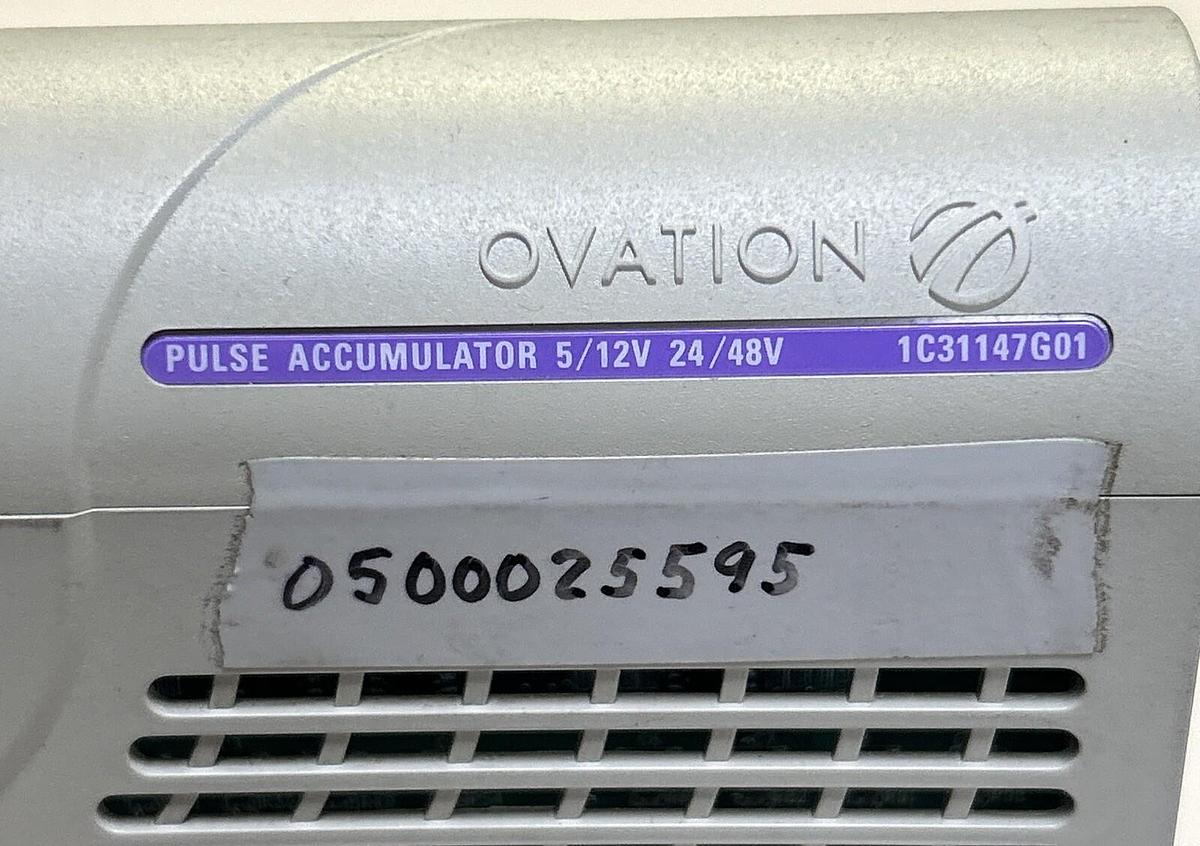 OVATION
PULSE ACCUMULATOR 5/12V 24/48V 1C31147G01
0500025595